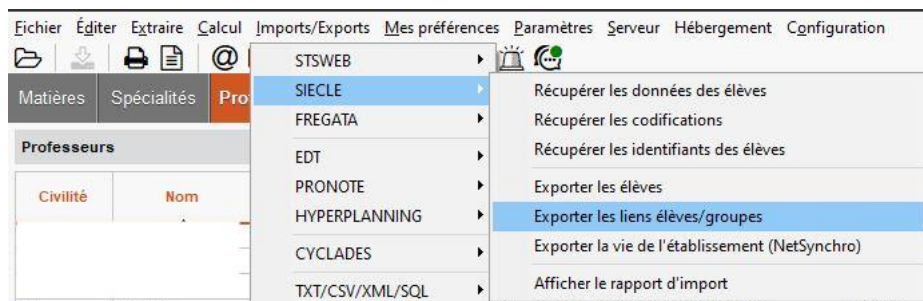 Fichier Éditer Extraire Calcul Imports/Exports Mes préférences Paramètres Serveur Hébergement Configuration
@
Matières Spécialités Pro
Professeurs
Civilité Nom
STSWEB
SIECLE
FREGATA
EDT
PRONOTE
HYPERPLANNING
CYCLADES
TXT/CSV/XML/SQL
Récupérer les données des élèves
Récupérer les codifications
Récupérer les identifiants des élèves
Exporter les élèves
Exporter les liens élèves/groupes
Exporter la vie de l'établissement (NetSynchro)
Afficher le rapport d'import